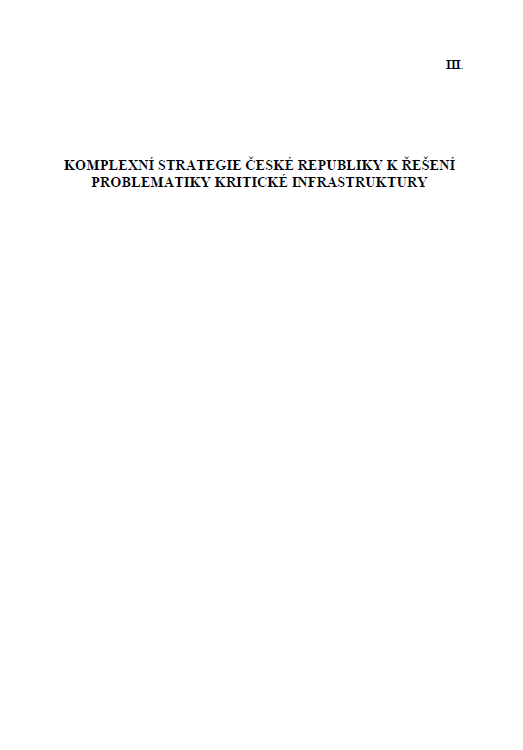 III.
KOMPLEXNÍ STRATEGIE ČESKÉ REPUBLIKY K ŘEŠENÍ
PROBLEMATIKY KRITICKÉ INFRASTRUKTURY